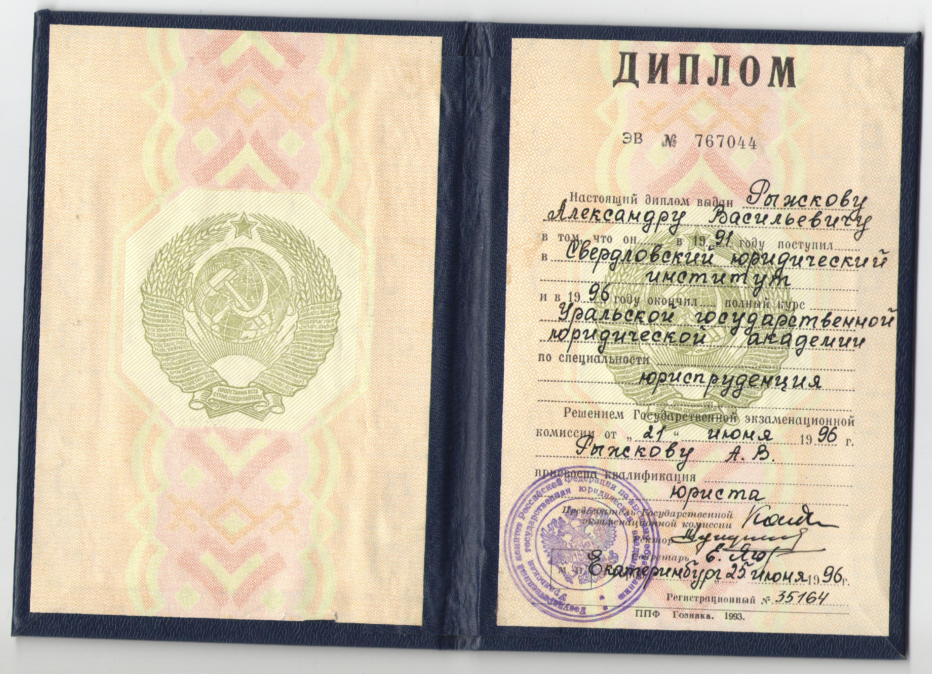 ДИПЛОМ
ЭВ № 767044
Настоящий диплом выдан Рыжкову
Александру Васильевичу
в том, что он в 1991 году поступил
в Свердловский юридический
институт
и в 1996 году окончил полный курс
Уральской государственной
юридической академии
по специальности
юриспруденция
Решением Государственной экзаменационной
комиссии от „21“ июня 1996 г.
Рыжкову А. В.
присвоена квалификация
юриста
Председатель Государственной
экзаменационной комиссии
Ректор
Секретарь
Екатеринбург 25 июня 1996 г.
Регистрационный № 35164
ППФ Гознака. 1993.